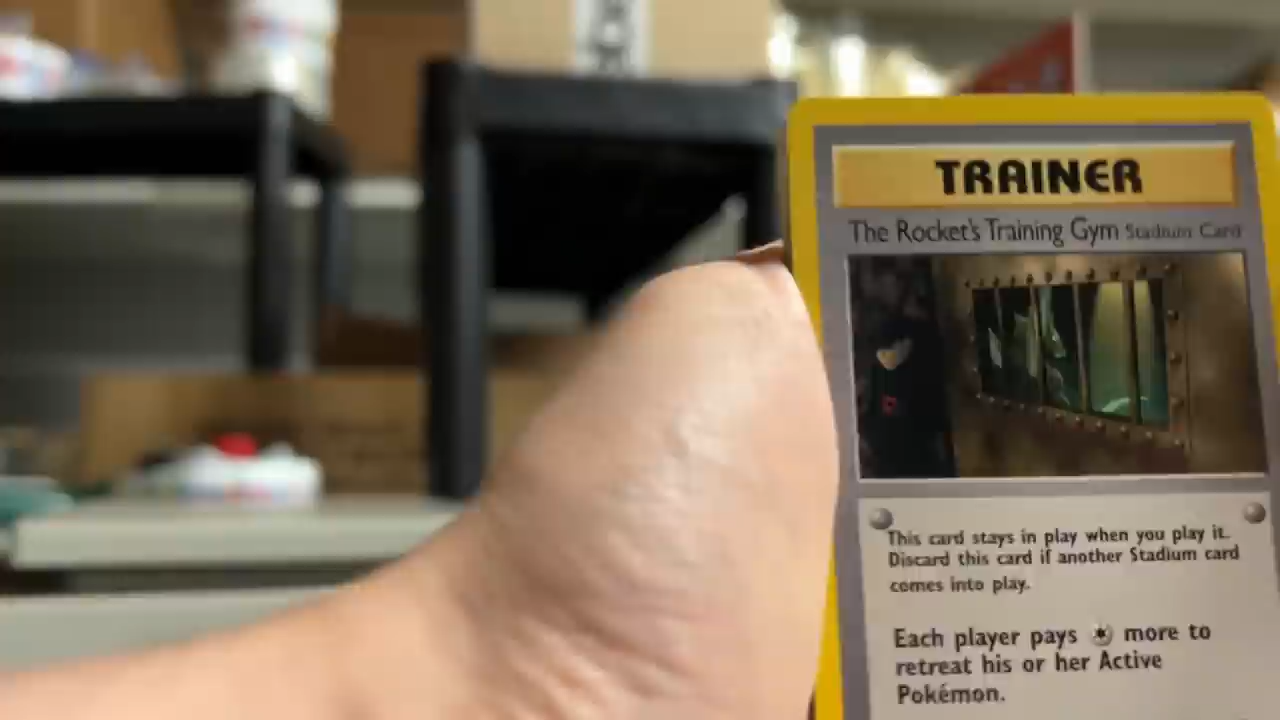 TRAINER
The Rocket's Training Gym Stadium Card
This card stays in play when you play it.
Discard this card if another Stadium card
comes into play.
Each player pays more to
retreat his or her Active
Pokémon.